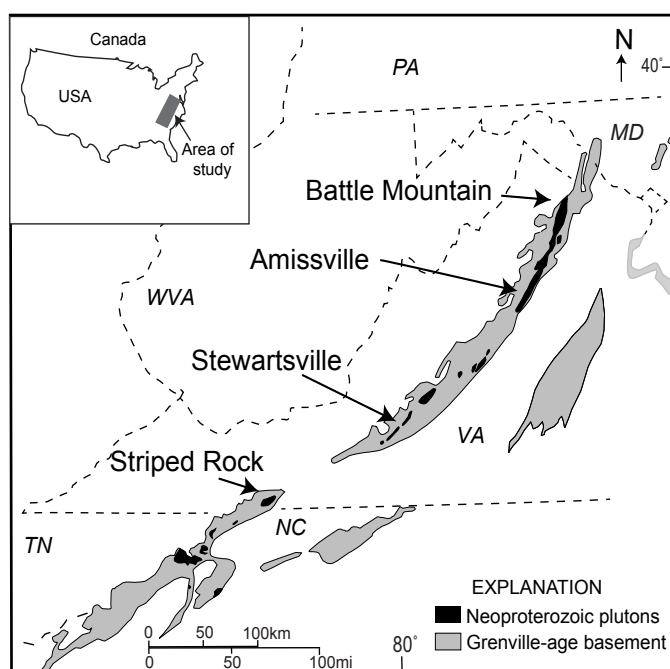 Canada
USA
Area of
study
N
40°
PA
MD
Battle Mountain
Amissville
WVA
Stewartsville
VA
Striped Rock
TN
NC
EXPLANATION
Neoproterozoic plutons
Grenville-age basement
0 50 100km
0 50 100mi
80°